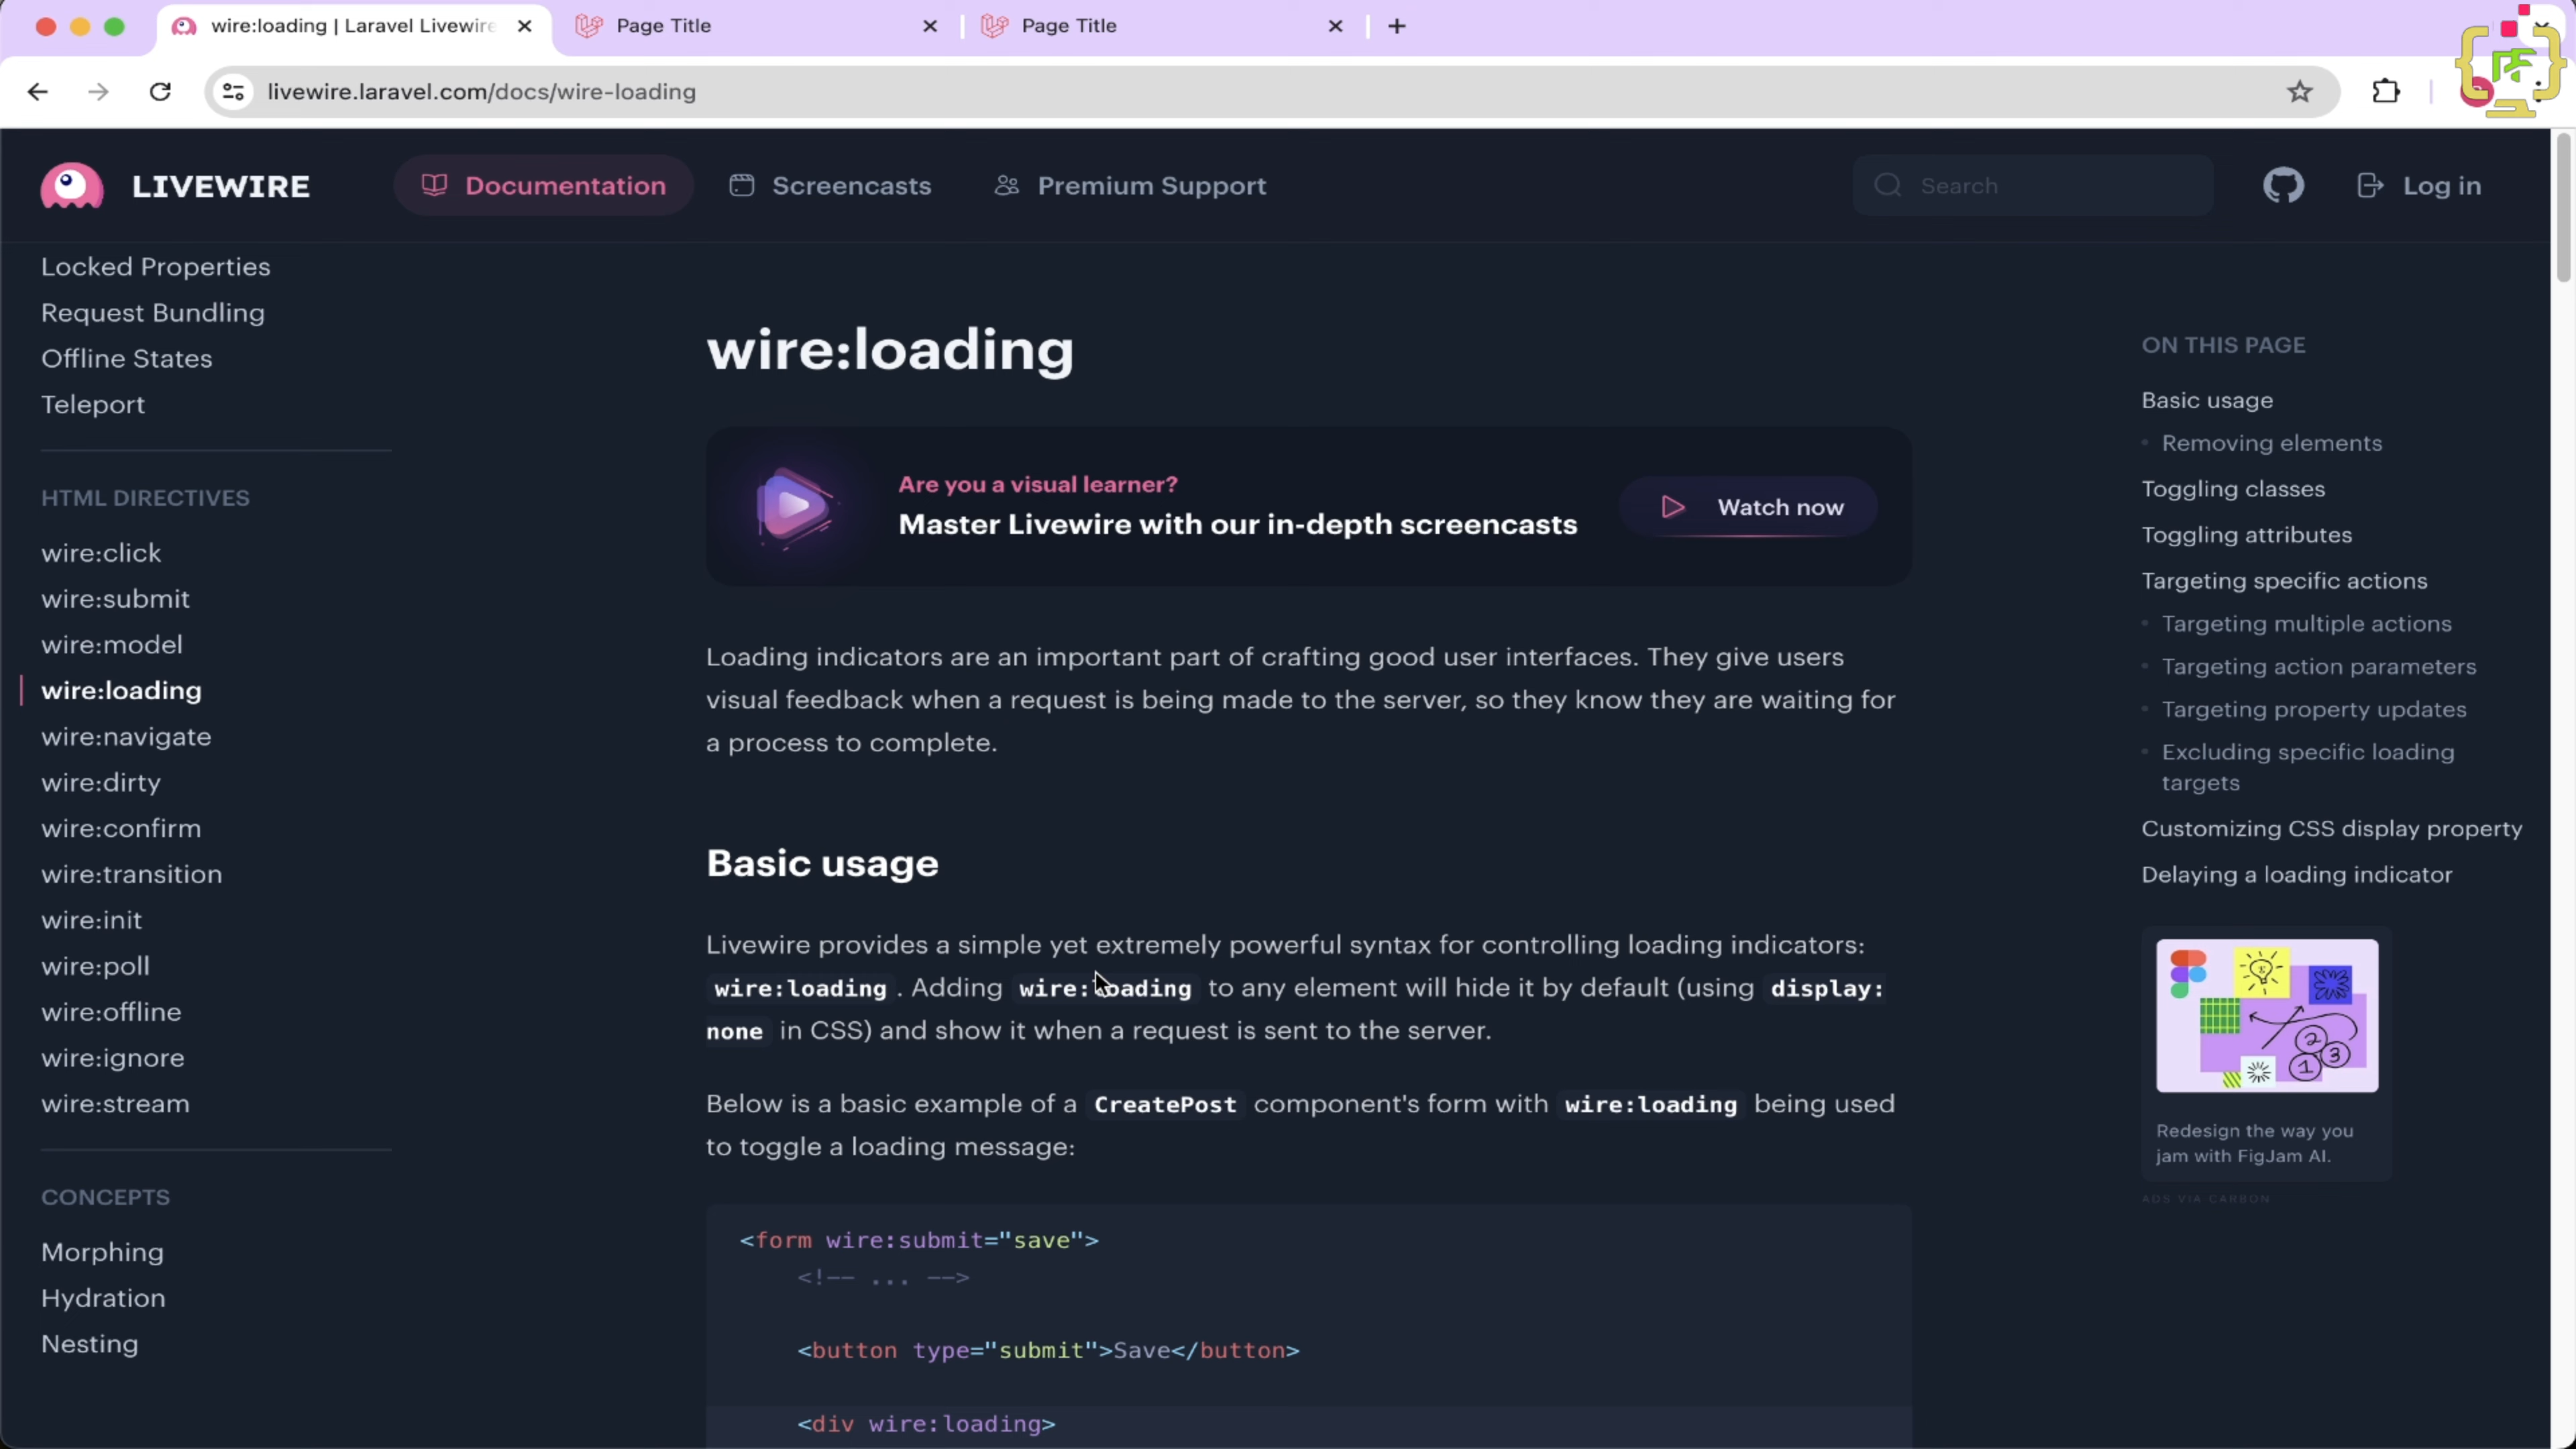 wire:loading | Laravel Livewire
Page Title
Page Title
livewire.laravel.com/docs/wire-loading
LIVEWIRE
Documentation
Screencasts
Premium Support
Search
Log in
Locked Properties
Request Bundling
Offline States
Teleport
HTML DIRECTIVES
wire:click
wire:submit
wire:model
wire:loading
wire:navigate
wire:dirty
wire:confirm
wire:transition
wire:init
wire:poll
wire:offline
wire:ignore
wire:stream
CONCEPTS
Morphing
Hydration
Nesting
wire:loading
Are you a visual learner?
Master Livewire with our in-depth screencasts
Watch now
Loading indicators are an important part of crafting good user interfaces. They give users
visual feedback when a request is being made to the server, so they know they are waiting for
a process to complete.
Basic usage
Livewire provides a simple yet extremely powerful syntax for controlling loading indicators:
wire:loading . Adding wire:loading to any element will hide it by default (using display:
none in CSS) and show it when a request is sent to the server.
Below is a basic example of a CreatePost component's form with wire:loading being used
to toggle a loading message:
<form wire:submit="save">
<!-- ... -->
<button type="submit">Save</button>
<div wire:loading>
ON THIS PAGE
Basic usage
Removing elements
Toggling classes
Toggling attributes
Targeting specific actions
Targeting multiple actions
Targeting action parameters
Targeting property updates
Excluding specific loading
targets
Customizing CSS display property
Delaying a loading indicator
1 2 3
Redesign the way you
jam with FigJam AI.
ADS VIA CARBON